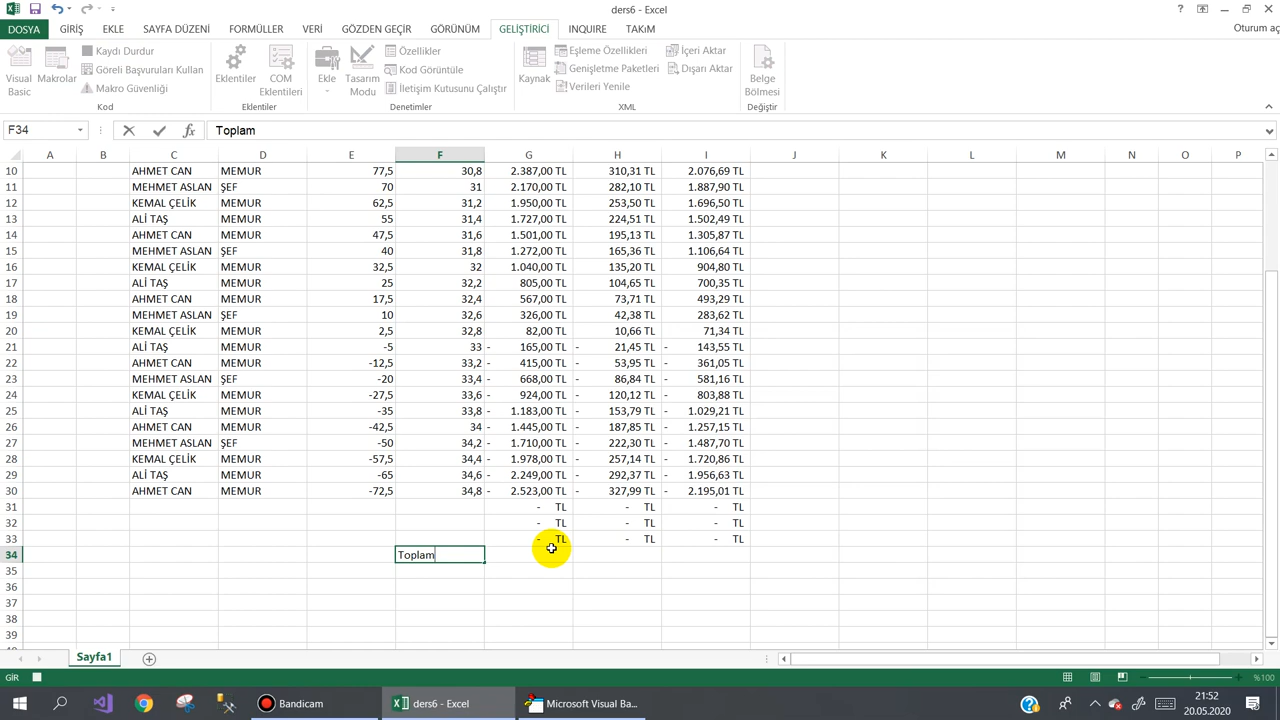 ders6 - Excel
DOSYA GİRİŞ EKLE SAYFA DÜZENİ FORMÜLLER VERİ GÖZDEN GEÇİR GÖRÜNÜM GELİŞTİRİCİ INQUIRE TAKıM Oturum aç
Visual Basic
Makrolar
Kaydı Durdur
Göreli Başvuruları Kullan
Makro Güvenliği
Kod
Eklentiler
COM Eklentileri
Eklentiler
Ekle
Tasarım Modu
Özellikler
Kod Görüntüle
İletişim Kutusunu Çalıştır
Denetimler
Kaynak
Eşleme Özellikleri
Genişletme Paketleri
Verileri Yenile
İçeri Aktar
Dışarı Aktar
XML
Belge Bölmesi
Değiştir
F34 fx Toplam
A B C D E F G H I J K L M N O P
10 AHMET CAN MEMUR 77,5 30,8 2.387,00 TL 310,31 TL 2.076,69 TL
11 MEHMET ASLAN ŞEF 70 31 2.170,00 TL 282,10 TL 1.887,90 TL
12 KEMAL ÇELİK MEMUR 62,5 31,2 1.950,00 TL 253,50 TL 1.696,50 TL
13 ALİ TAŞ MEMUR 55 31,4 1.727,00 TL 224,51 TL 1.502,49 TL
14 AHMET CAN MEMUR 47,5 31,6 1.501,00 TL 195,13 TL 1.305,87 TL
15 MEHMET ASLAN ŞEF 40 31,8 1.272,00 TL 165,36 TL 1.106,64 TL
16 KEMAL ÇELİK MEMUR 32,5 32 1.040,00 TL 135,20 TL 904,80 TL
17 ALİ TAŞ MEMUR 25 32,2 805,00 TL 104,65 TL 700,35 TL
18 AHMET CAN MEMUR 17,5 32,4 567,00 TL 73,71 TL 493,29 TL
19 MEHMET ASLAN ŞEF 10 32,6 326,00 TL 42,38 TL 283,62 TL
20 KEMAL ÇELİK MEMUR 2,5 32,8 82,00 TL 10,66 TL 71,34 TL
21 ALİ TAŞ MEMUR -5 33 - 165,00 TL - 21,45 TL - 143,55 TL
22 AHMET CAN MEMUR -12,5 33,2 - 415,00 TL - 53,95 TL - 361,05 TL
23 MEHMET ASLAN ŞEF -20 33,4 - 668,00 TL - 86,84 TL - 581,16 TL
24 KEMAL ÇELİK MEMUR -27,5 33,6 - 924,00 TL - 120,12 TL - 803,88 TL
25 ALİ TAŞ MEMUR -35 33,8 - 1.183,00 TL - 153,79 TL - 1.029,21 TL
26 AHMET CAN MEMUR -42,5 34 - 1.445,00 TL - 187,85 TL - 1.257,15 TL
27 MEHMET ASLAN ŞEF -50 34,2 - 1.710,00 TL - 222,30 TL - 1.487,70 TL
28 KEMAL ÇELİK MEMUR -57,5 34,4 - 1.978,00 TL - 257,14 TL - 1.720,86 TL
29 ALİ TAŞ MEMUR -65 34,6 - 2.249,00 TL - 292,37 TL - 1.956,63 TL
30 AHMET CAN MEMUR -72,5 34,8 - 2.523,00 TL - 327,99 TL - 2.195,01 TL
31 - TL - TL - TL
32 - TL - TL - TL
33 - TL - TL - TL
34 Toplam
35
36
37
38
39
Sayfa1
GİR %100
Bandicam ders6 - Excel Microsoft Visual Ba...
21:52
20.05.2020